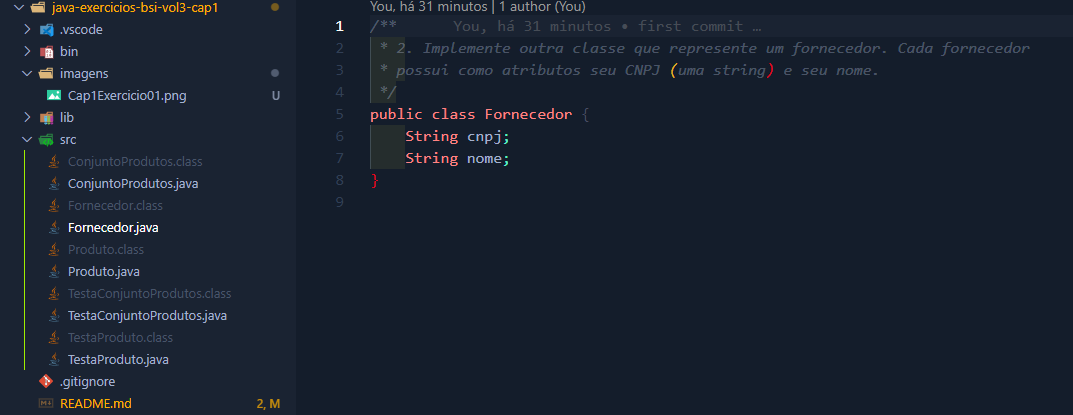 java-exercicios-bsi-vol3-cap1
.vscode
bin
imagens
Cap1Exercicio01.png U
lib
src
ConjuntoProdutos.class
ConjuntoProdutos.java
Fornecedor.class
Fornecedor.java
Produto.class
Produto.java
TestaConjuntoProdutos.class
TestaConjuntoProdutos.java
TestaProduto.class
TestaProduto.java
.gitignore
README.md 2, M
You, há 31 minutos | 1 author (You)
1 /** You, há 31 minutos • first commit …
2 * 2. Implemente outra classe que represente um fornecedor. Cada fornecedor
3 * possui como atributos seu CNPJ (uma string) e seu nome.
4 */
5 public class Fornecedor {
6 String cnpj;
7 String nome;
8 }
9